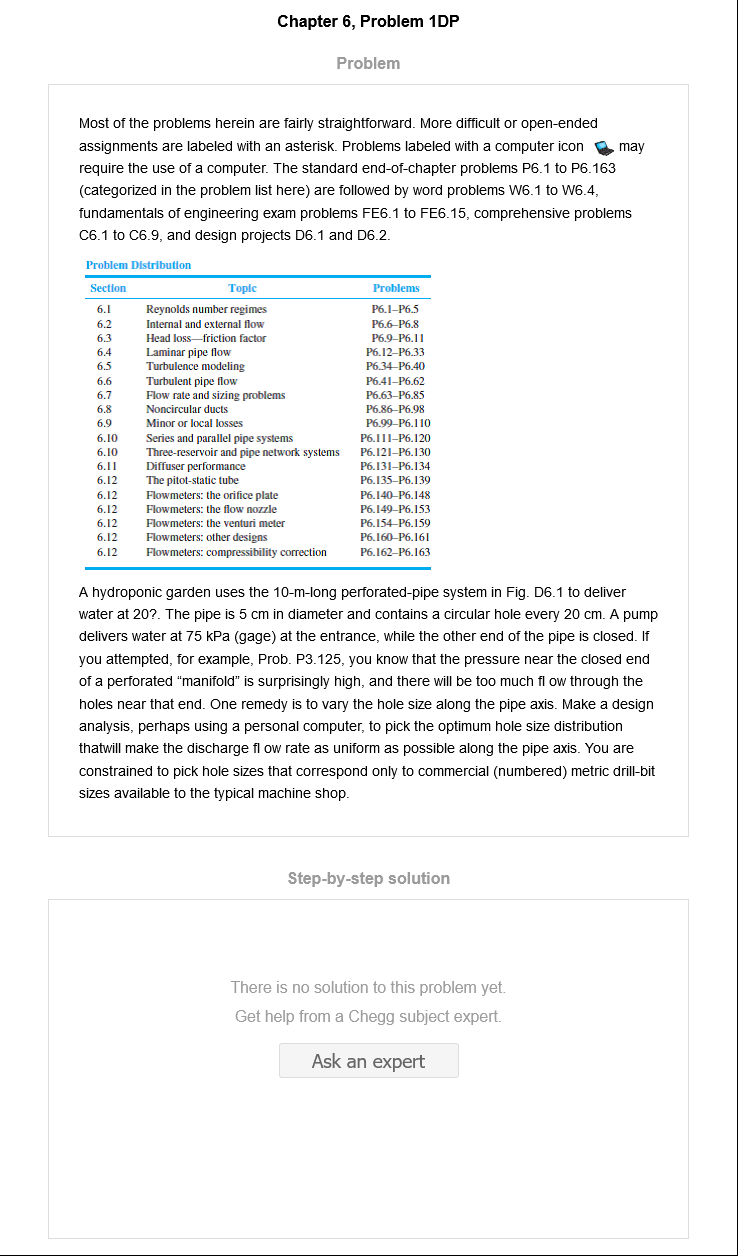 Chapter 6, Problem 1DP
Problem
Most of the problems herein are fairly straightforward. More difficult or open-ended
assignments are labeled with an asterisk. Problems labeled with a computer icon may
require the use of a computer. The standard end-of-chapter problems P6.1 to P6.163
(categorized in the problem list here) are followed by word problems W6.1 to W6.4,
fundamentals of engineering exam problems FE6.1 to FE6.15, comprehensive problems
C6.1 to C6.9, and design projects D6.1 and D6.2.
Problem Distribution
Section Topic Problems
6.1 Reynolds number regimes P6.1–P6.5
6.2 Internal and external flow P6.6–P6.8
6.3 Head loss—friction factor P6.9–P6.11
6.4 Laminar pipe flow P6.12–P6.33
6.5 Turbulence modeling P6.34–P6.40
6.6 Turbulent pipe flow P6.41–P6.62
6.7 Flow rate and sizing problems P6.63–P6.85
6.8 Noncircular ducts P6.86–P6.98
6.9 Minor or local losses P6.99–P6.110
6.10 Series and parallel pipe systems P6.111–P6.120
6.10 Three-reservoir and pipe network systems P6.121–P6.130
6.11 Diffuser performance P6.131–P6.134
6.12 The pitot-static tube P6.135–P6.139
6.12 Flowmeters: the orifice plate P6.140–P6.148
6.12 Flowmeters: the flow nozzle P6.149–P6.153
6.12 Flowmeters: the venturi meter P6.154–P6.159
6.12 Flowmeters: other designs P6.160–P6.161
6.12 Flowmeters: compressibility correction P6.162–P6.163
A hydroponic garden uses the 10-m-long perforated-pipe system in Fig. D6.1 to deliver
water at 20?. The pipe is 5 cm in diameter and contains a circular hole every 20 cm. A pump
delivers water at 75 kPa (gage) at the entrance, while the other end of the pipe is closed. If
you attempted, for example, Prob. P3.125, you know that the pressure near the closed end
of a perforated “manifold” is surprisingly high, and there will be too much fl ow through the
holes near that end. One remedy is to vary the hole size along the pipe axis. Make a design
analysis, perhaps using a personal computer, to pick the optimum hole size distribution
thatwill make the discharge fl ow rate as uniform as possible along the pipe axis. You are
constrained to pick hole sizes that correspond only to commercial (numbered) metric drill-bit
sizes available to the typical machine shop.
Step-by-step solution
There is no solution to this problem yet.
Get help from a Chegg subject expert.
Ask an expert